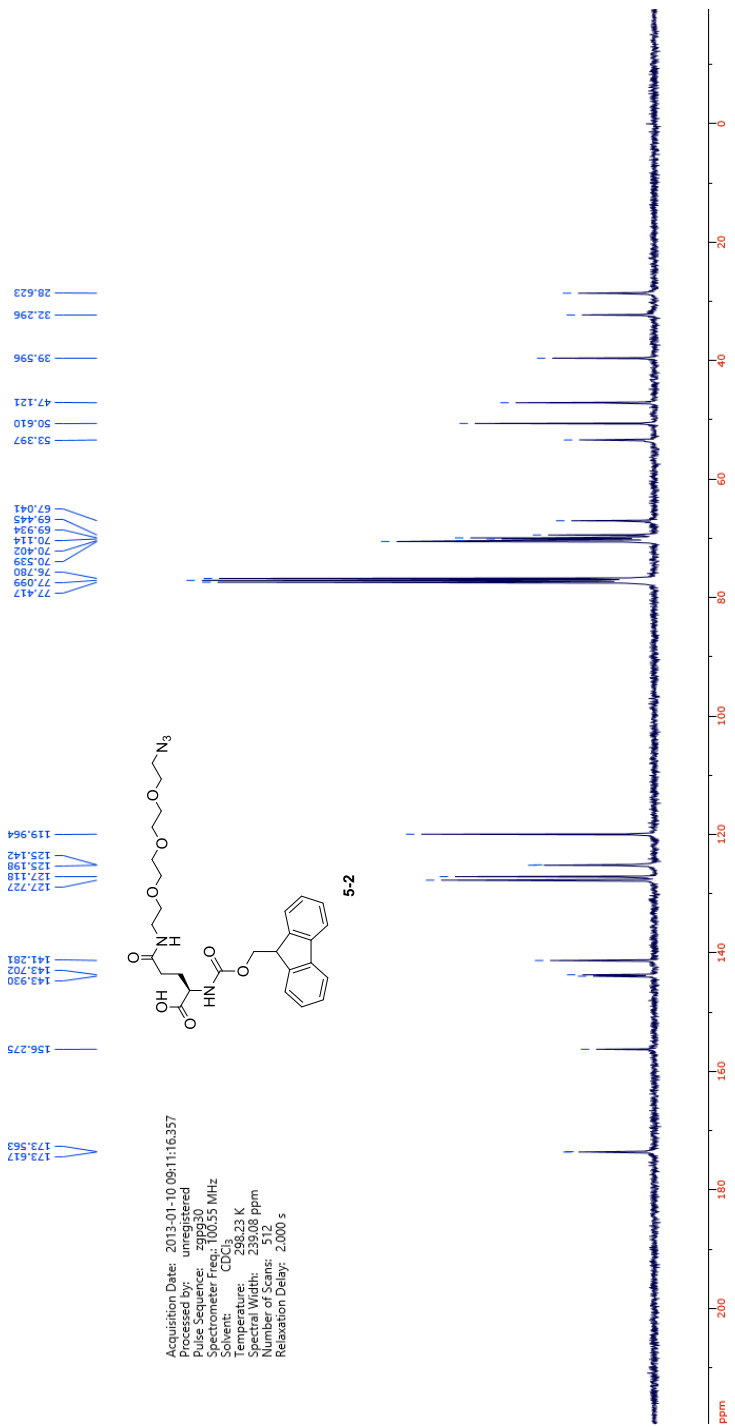 28.623
32.296
39.596
47.121
50.610
53.397
67.041
69.445
69.934
70.114
70.402
70.539
76.780
77.099
77.417
119.964
125.142
125.198
127.118
127.727
141.281
143.702
143.930
156.275
173.563
173.617
N3
O
O
O
N
H
O
OH
O
HN
O
O
5-2
Acquisition Date: 2013-01-10 09:11:16.357
Processed by: unregistered
Pulse Sequence: zgpg30
Spectrometer Freq.: 100.55 MHz
Solvent: CDCl3
Temperature: 298.23 K
Spectral Width: 239.08 ppm
Number of Scans: 512
Relaxation Delay: 2.000 s
0
20
40
60
80
100
120
140
160
180
200
ppm